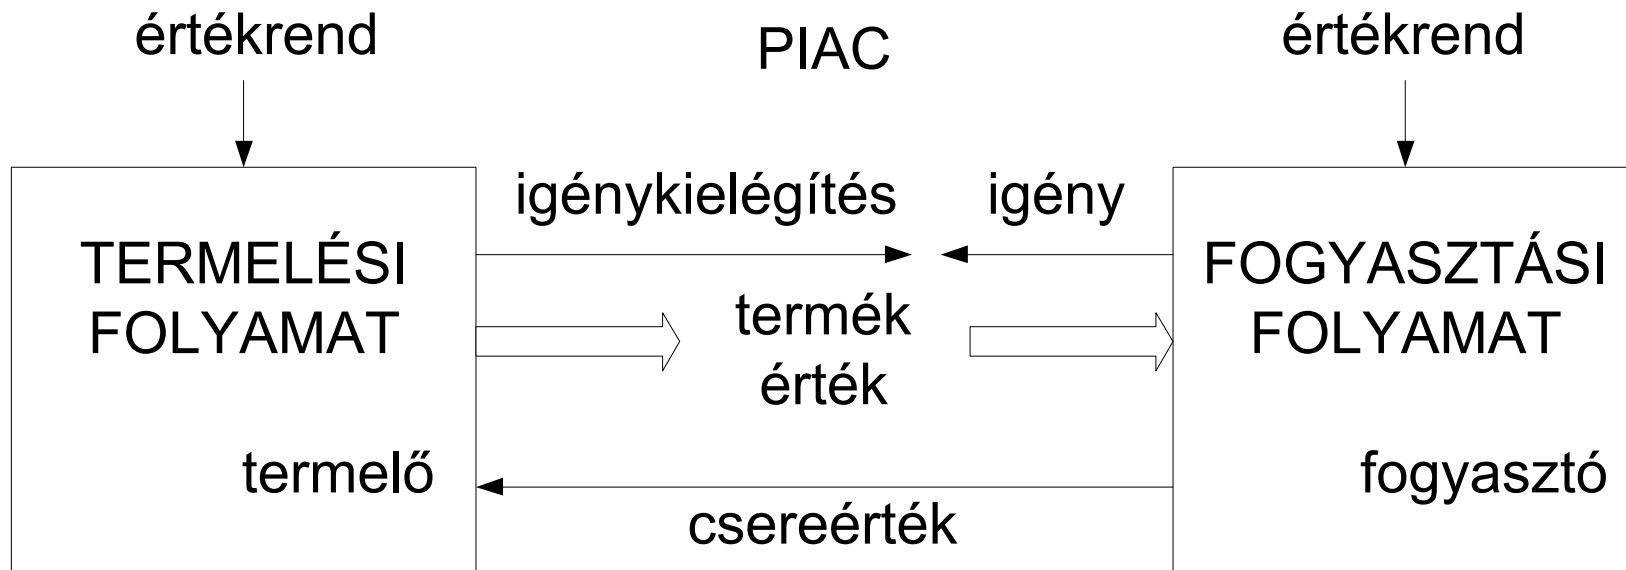 értékrend
PIAC
értékrend
igénykielégítés
igény
TERMELÉSI
FOLYAMAT
termék
érték
FOGYASZTÁSI
FOLYAMAT
termelő
fogyasztó
csereérték